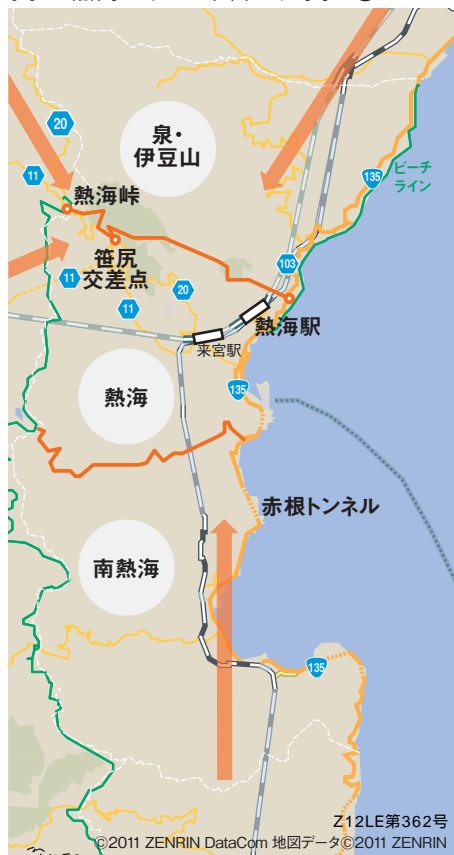 20
泉・
伊豆山
135
ビーチ
ライン
11
熱海峠
笹尻
交差点
103
11
20
11
熱海駅
来宮駅
135
熱海
赤根トンネル
南熱海
135
Z12LE第362号
©2011 ZENRIN DataCom 地図データ©2011 ZENRIN